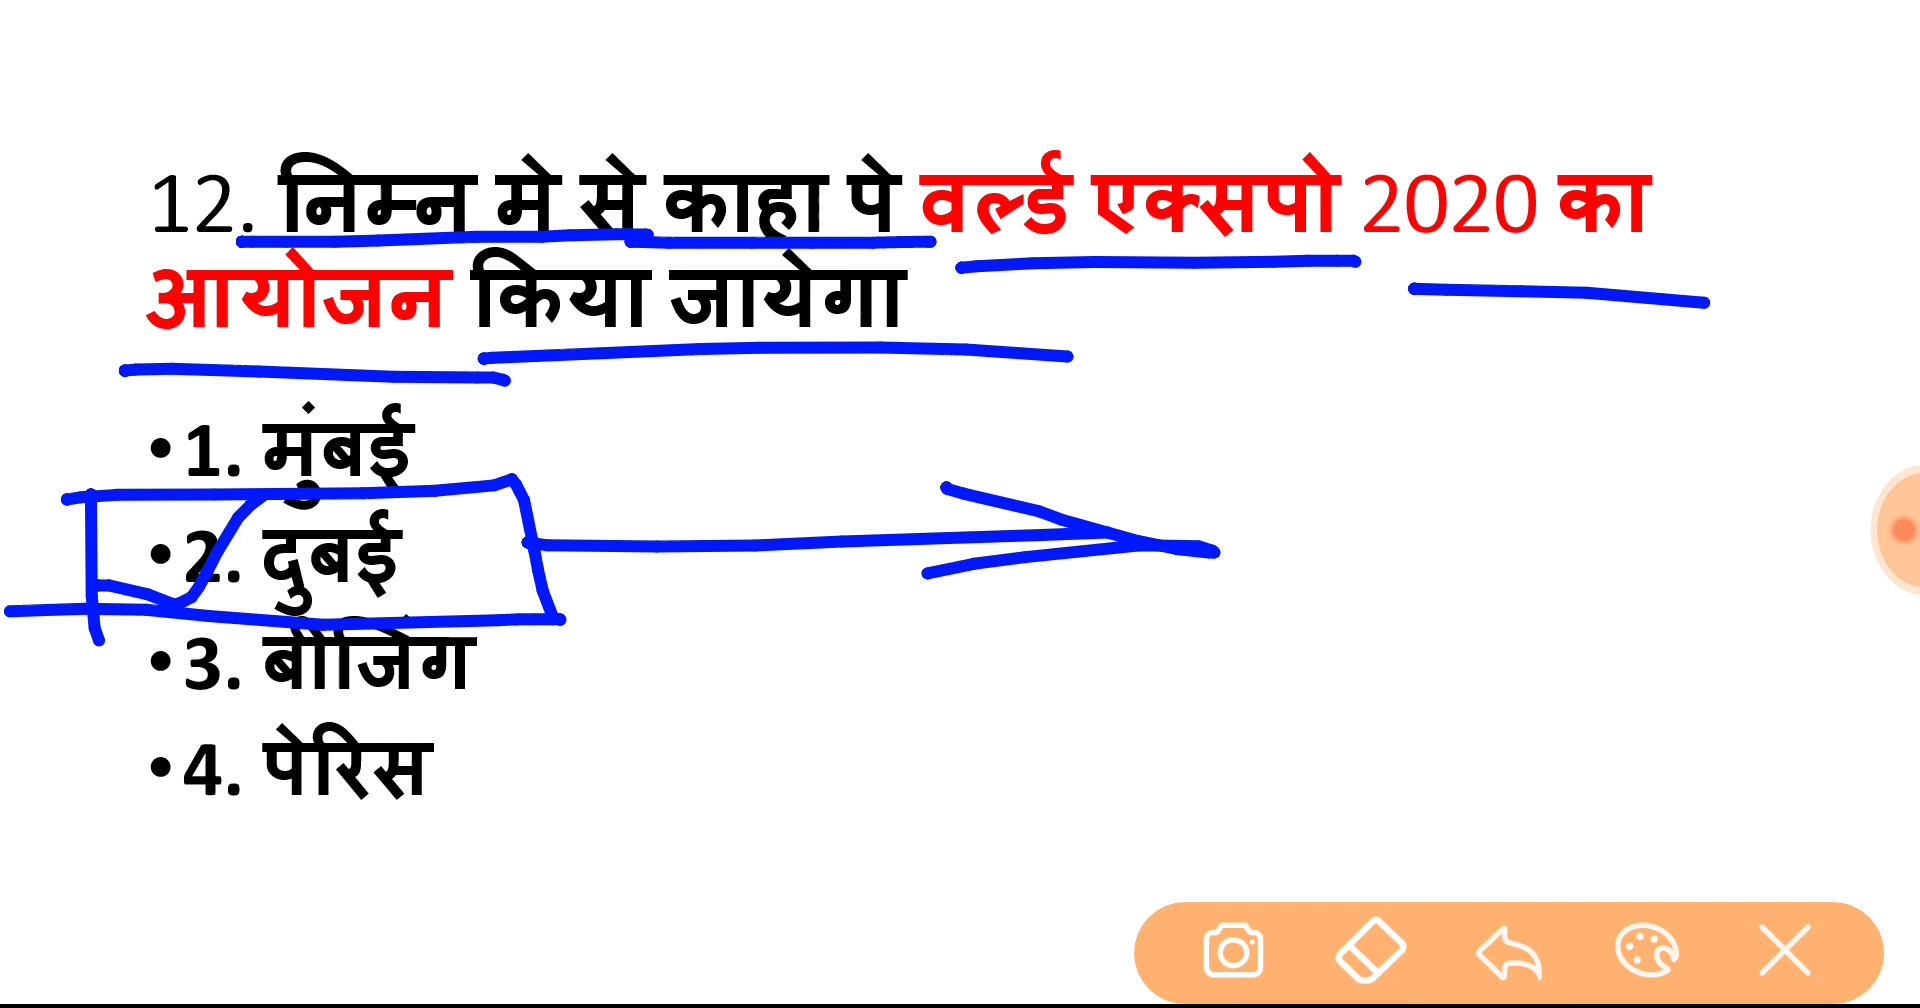 12. निम्न मे से काहा पे वर्ल्ड एक्सपो 2020 का
आयोजन किया जायेगा
•1. मुंबई
•2. दुबई
•3. बीजिंग
•4. पेरिस